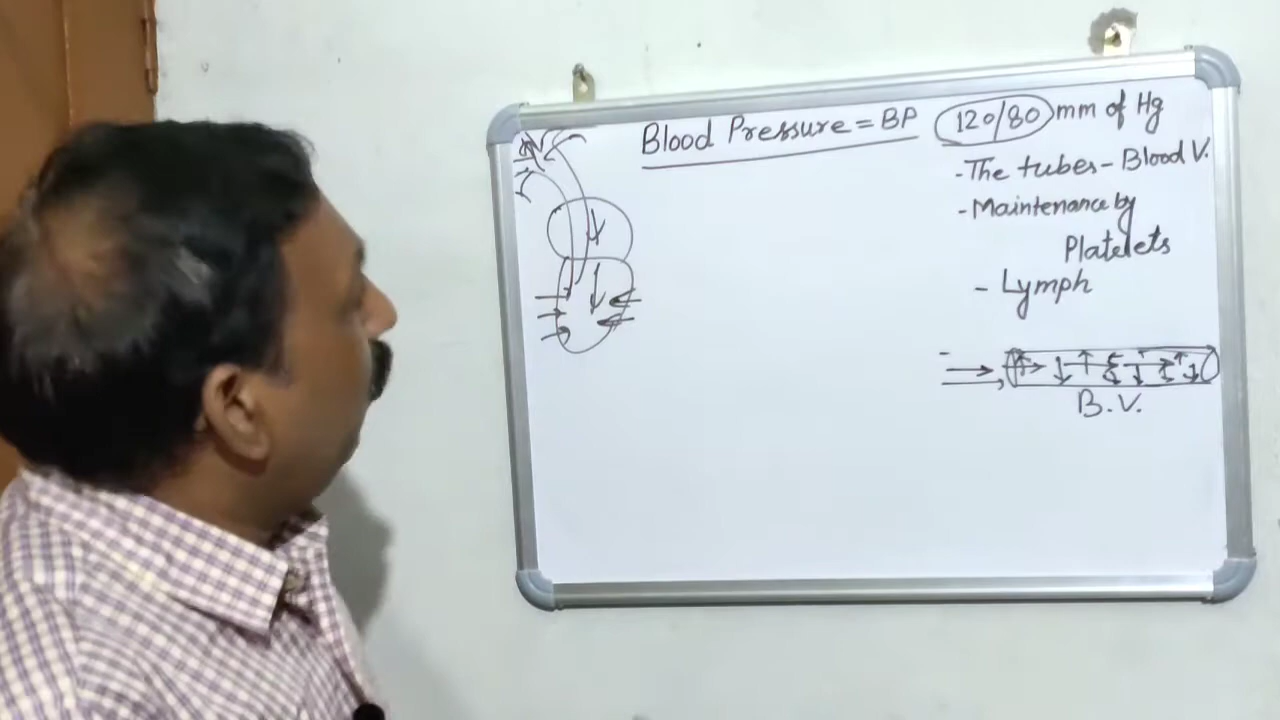 Blood Pressure = BP
120/80 mm of Hg
- The tubes - Blood V.
- Maintenance by
Platelets
- Lymph
B.V.